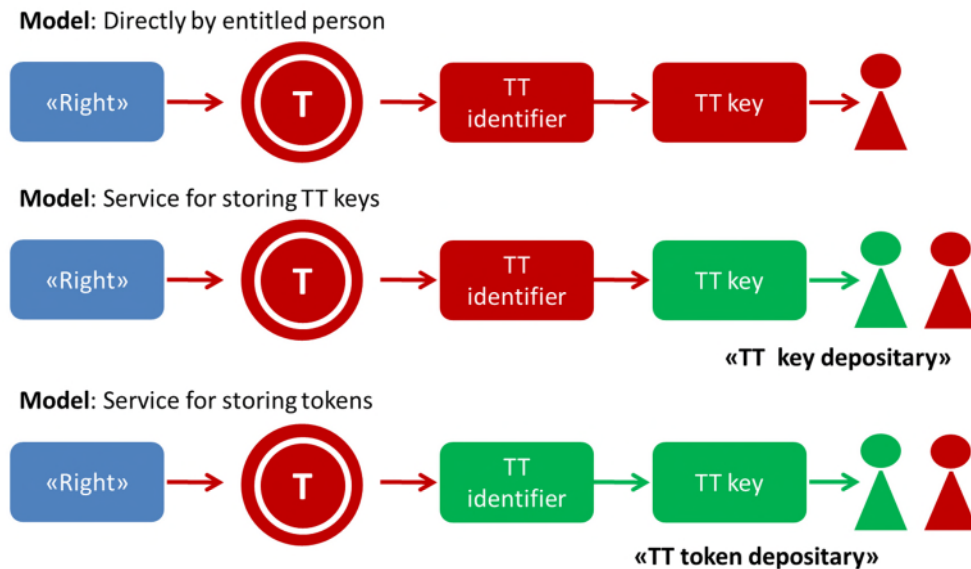 Model: Directly by entitled person
«Right»
T
TT
identifier
TT key
Model: Service for storing TT keys
«Right»
T
TT
identifier
TT key
«TT key depositary»
Model: Service for storing tokens
«Right»
T
TT
identifier
TT key
«TT token depositary»